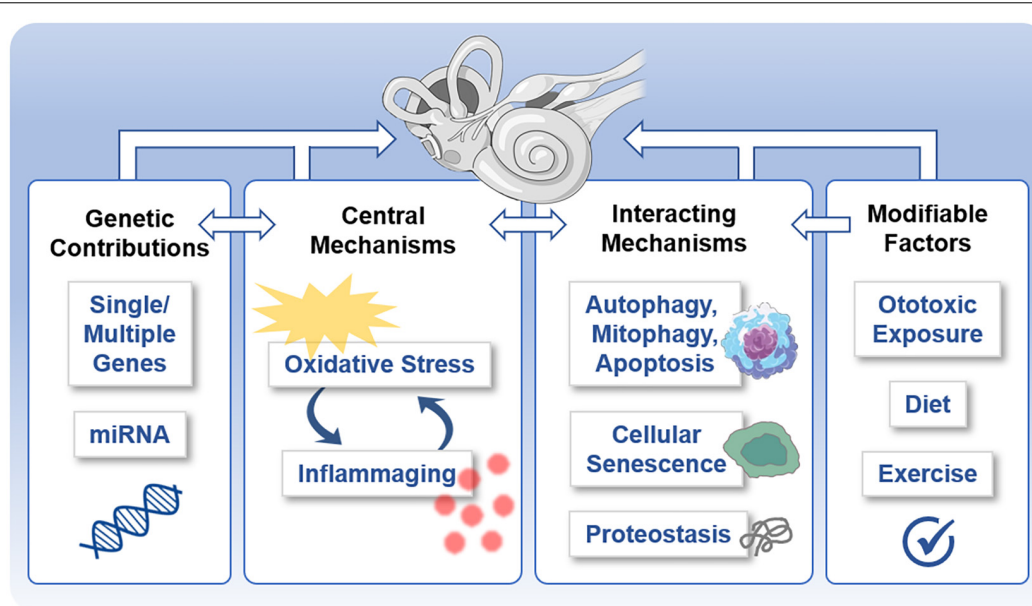 Genetic
Contributions
Single/
Multiple
Genes
miRNA
Central
Mechanisms
Oxidative Stress
Inflammaging
Interacting
Mechanisms
Autophagy,
Mitophagy,
Apoptosis
Cellular
Senescence
Proteostasis
Modifiable
Factors
Ototoxic
Exposure
Diet
Exercise